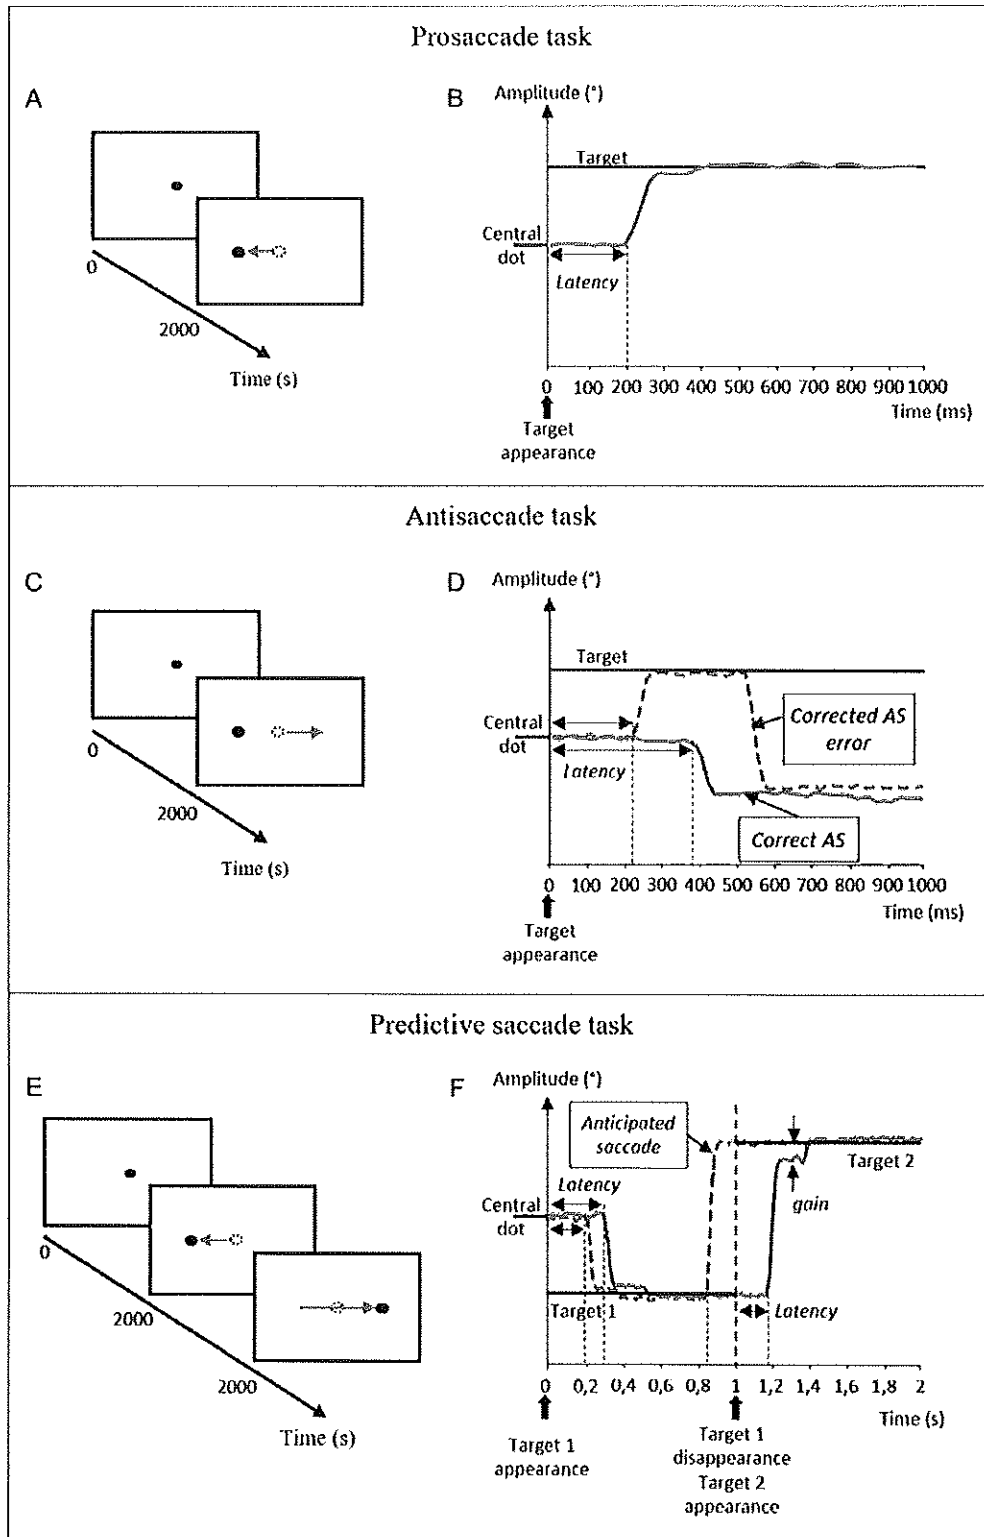 Prosaccade task
A
0
2000
Time (s)
B
Amplitude (°)
Target
Central
dot
Latency
0 100 200 300 400 500 600 700 800 900 1000
Time (ms)
Target
appearance
Antisaccade task
C
0
2000
Time (s)
D
Amplitude (°)
Target
Central
dot
Latency
Corrected AS
error
Correct AS
0 100 200 300 400 500 600 700 800 900 1000
Time (ms)
Target
appearance
Predictive saccade task
E
0
2000
2000
Time (s)
F
Amplitude (°)
Anticipated
saccade
Target 2
gain
Latency
Central
dot
Target 1
Latency
0 0,2 0,4 0,6 0,8 1 1,2 1,4 1,6 1,8 2
Time (s)
Target 1
appearance
Target 1
disappearance
Target 2
appearance